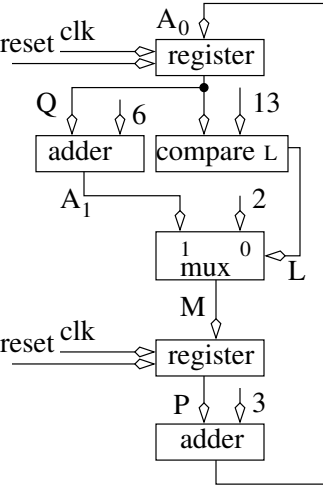 A0
reset clk
register
Q 6 13
adder compare L
A1 2
1 0
mux L
M
reset clk
register
P 3
adder